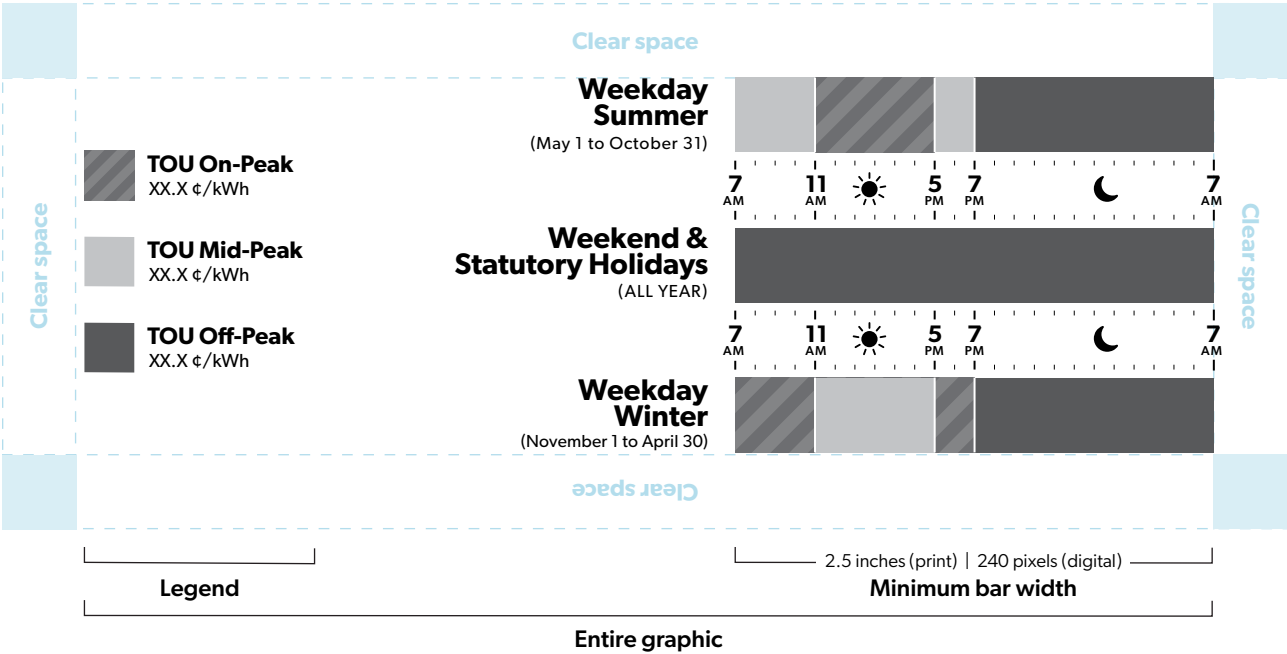 Clear space
Weekday
Summer
(May 1 to October 31)
TOU On-Peak
XX.X ¢/kWh
7 AM 11 AM 5 PM 7 PM 7 AM
Clear space
Clear space
TOU Mid-Peak
XX.X ¢/kWh
Weekend &
Statutory Holidays
(ALL YEAR)
TOU Off-Peak
XX.X ¢/kWh
7 AM 11 AM 5 PM 7 PM 7 AM
Weekday
Winter
(November 1 to April 30)
Clear space
2.5 inches (print) | 240 pixels (digital)
Legend
Minimum bar width
Entire graphic